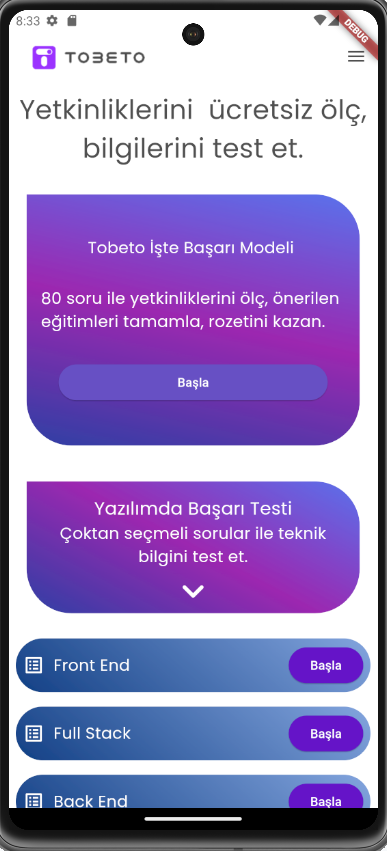 8:33
DEBUG
TOBETO
Yetkinliklerini  ücretsiz ölç,
bilgilerini test et.
Tobeto İşte Başarı Modeli
80 soru ile yetkinliklerini ölç, önerilen
eğitimleri tamamla, rozetini kazan.
Başla
Yazılımda Başarı Testi
Çoktan seçmeli sorular ile teknik
bilgini test et.
Front End
Başla
Full Stack
Başla
Back End
Başla